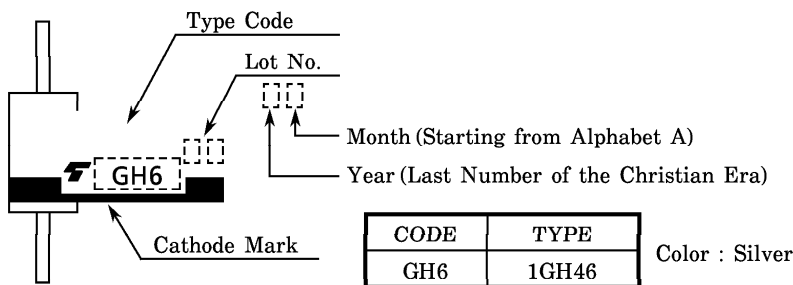 Type Code
Lot No.
Month (Starting from Alphabet A)
GH6
Year (Last Number of the Christian Era)
Cathode Mark
CODE TYPE
GH6 1GH46
Color : Silver